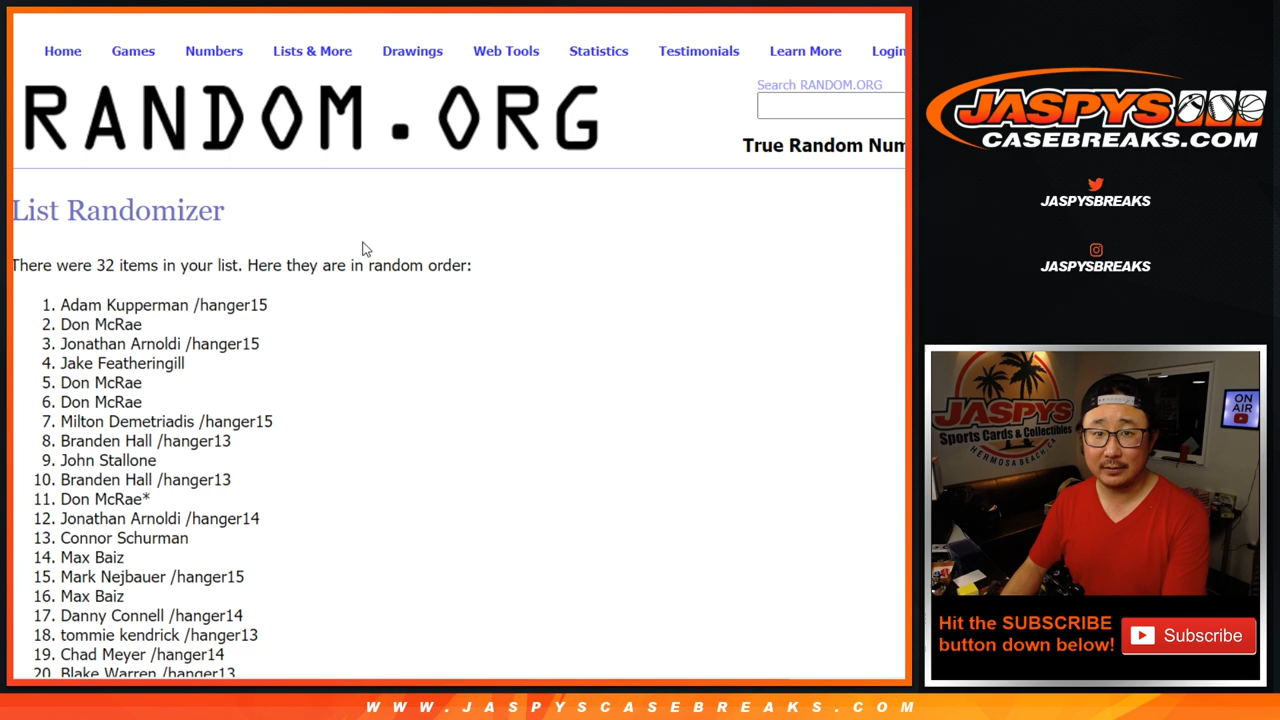 Home Games Numbers Lists & More Drawings Web Tools Statistics Testimonials Learn More Login
RANDOM.ORG
Search RANDOM.ORG
True Random Num
List Randomizer
There were 32 items in your list. Here they are in random order:
1. Adam Kupperman /hanger15
2. Don McRae
3. Jonathan Arnoldi /hanger15
4. Jake Featheringill
5. Don McRae
6. Don McRae
7. Milton Demetriadis /hanger15
8. Branden Hall /hanger13
9. John Stallone
10. Branden Hall /hanger13
11. Don McRae*
12. Jonathan Arnoldi /hanger14
13. Connor Schurman
14. Max Baiz
15. Mark Nejbauer /hanger15
16. Max Baiz
17. Danny Connell /hanger14
18. tommie kendrick /hanger13
19. Chad Meyer /hanger14
20. Blake Warren /hanger13
JASPYS
CASEBREAKS.COM
JASPYSBREAKS
JASPYSBREAKS
JASPYS
Sports Cards & Collectibles
HERMOSA BEACH, CA
ON
AIR
Hit the SUBSCRIBE
button down below!
Subscribe
WWW.JASPYSCASEBREAKS.COM